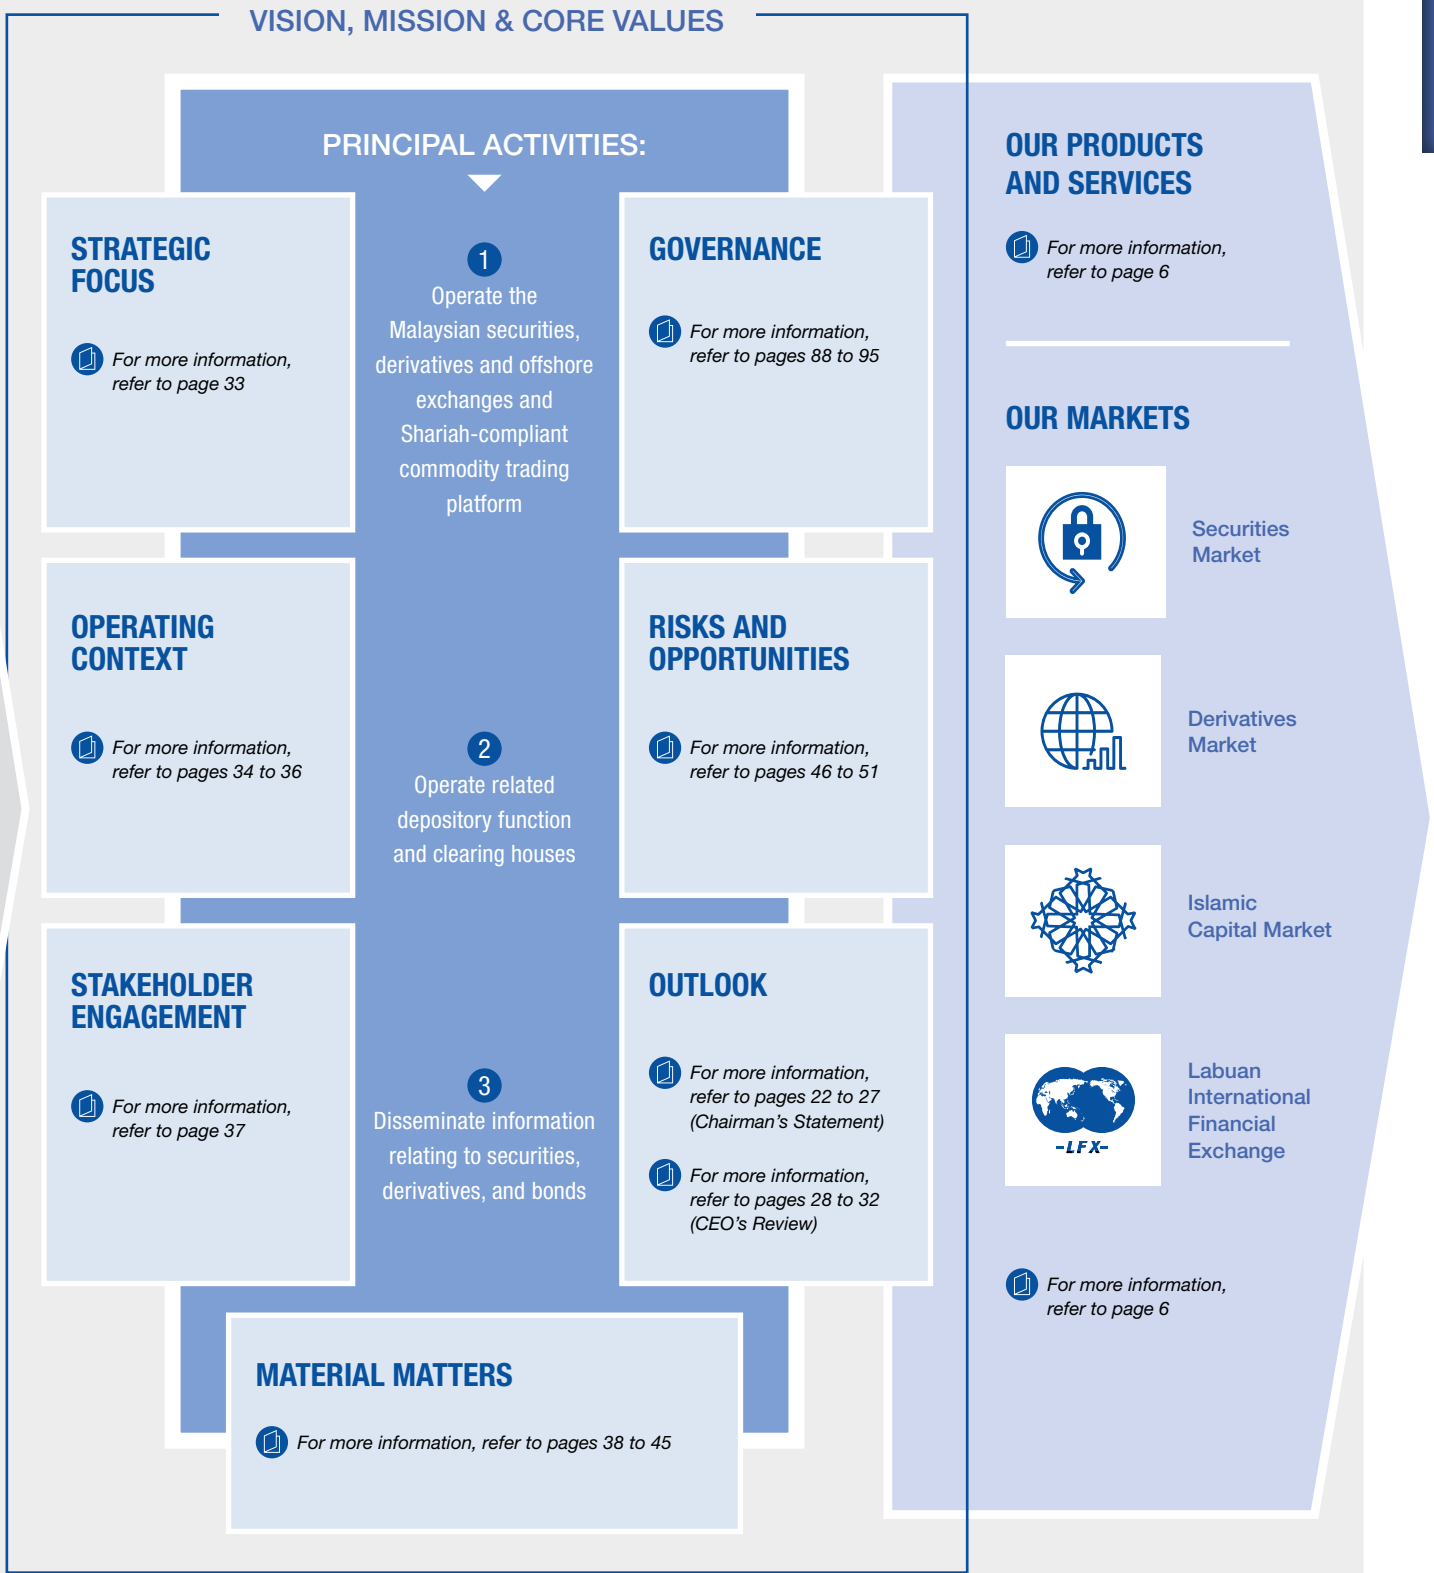 VISION, MISSION & CORE VALUES
PRINCIPAL ACTIVITIES:
STRATEGIC
FOCUS
For more information,
refer to page 33
1
Operate the
Malaysian securities,
derivatives and offshore
exchanges and
Shariah-compliant
commodity trading
platform
GOVERNANCE
For more information,
refer to pages 88 to 95
OPERATING
CONTEXT
For more information,
refer to pages 34 to 36
2
Operate related
depository function
and clearing houses
RISKS AND
OPPORTUNITIES
For more information,
refer to pages 46 to 51
STAKEHOLDER
ENGAGEMENT
For more information,
refer to page 37
3
Disseminate information
relating to securities,
derivatives, and bonds
OUTLOOK
For more information,
refer to pages 22 to 27
(Chairman’s Statement)
For more information,
refer to pages 28 to 32
(CEO’s Review)
MATERIAL MATTERS
For more information, refer to pages 38 to 45
OUR PRODUCTS
AND SERVICES
For more information,
refer to page 6
OUR MARKETS
Securities
Market
Derivatives
Market
Islamic
Capital Market
-LFX-
Labuan
International
Financial
Exchange
For more information,
refer to page 6